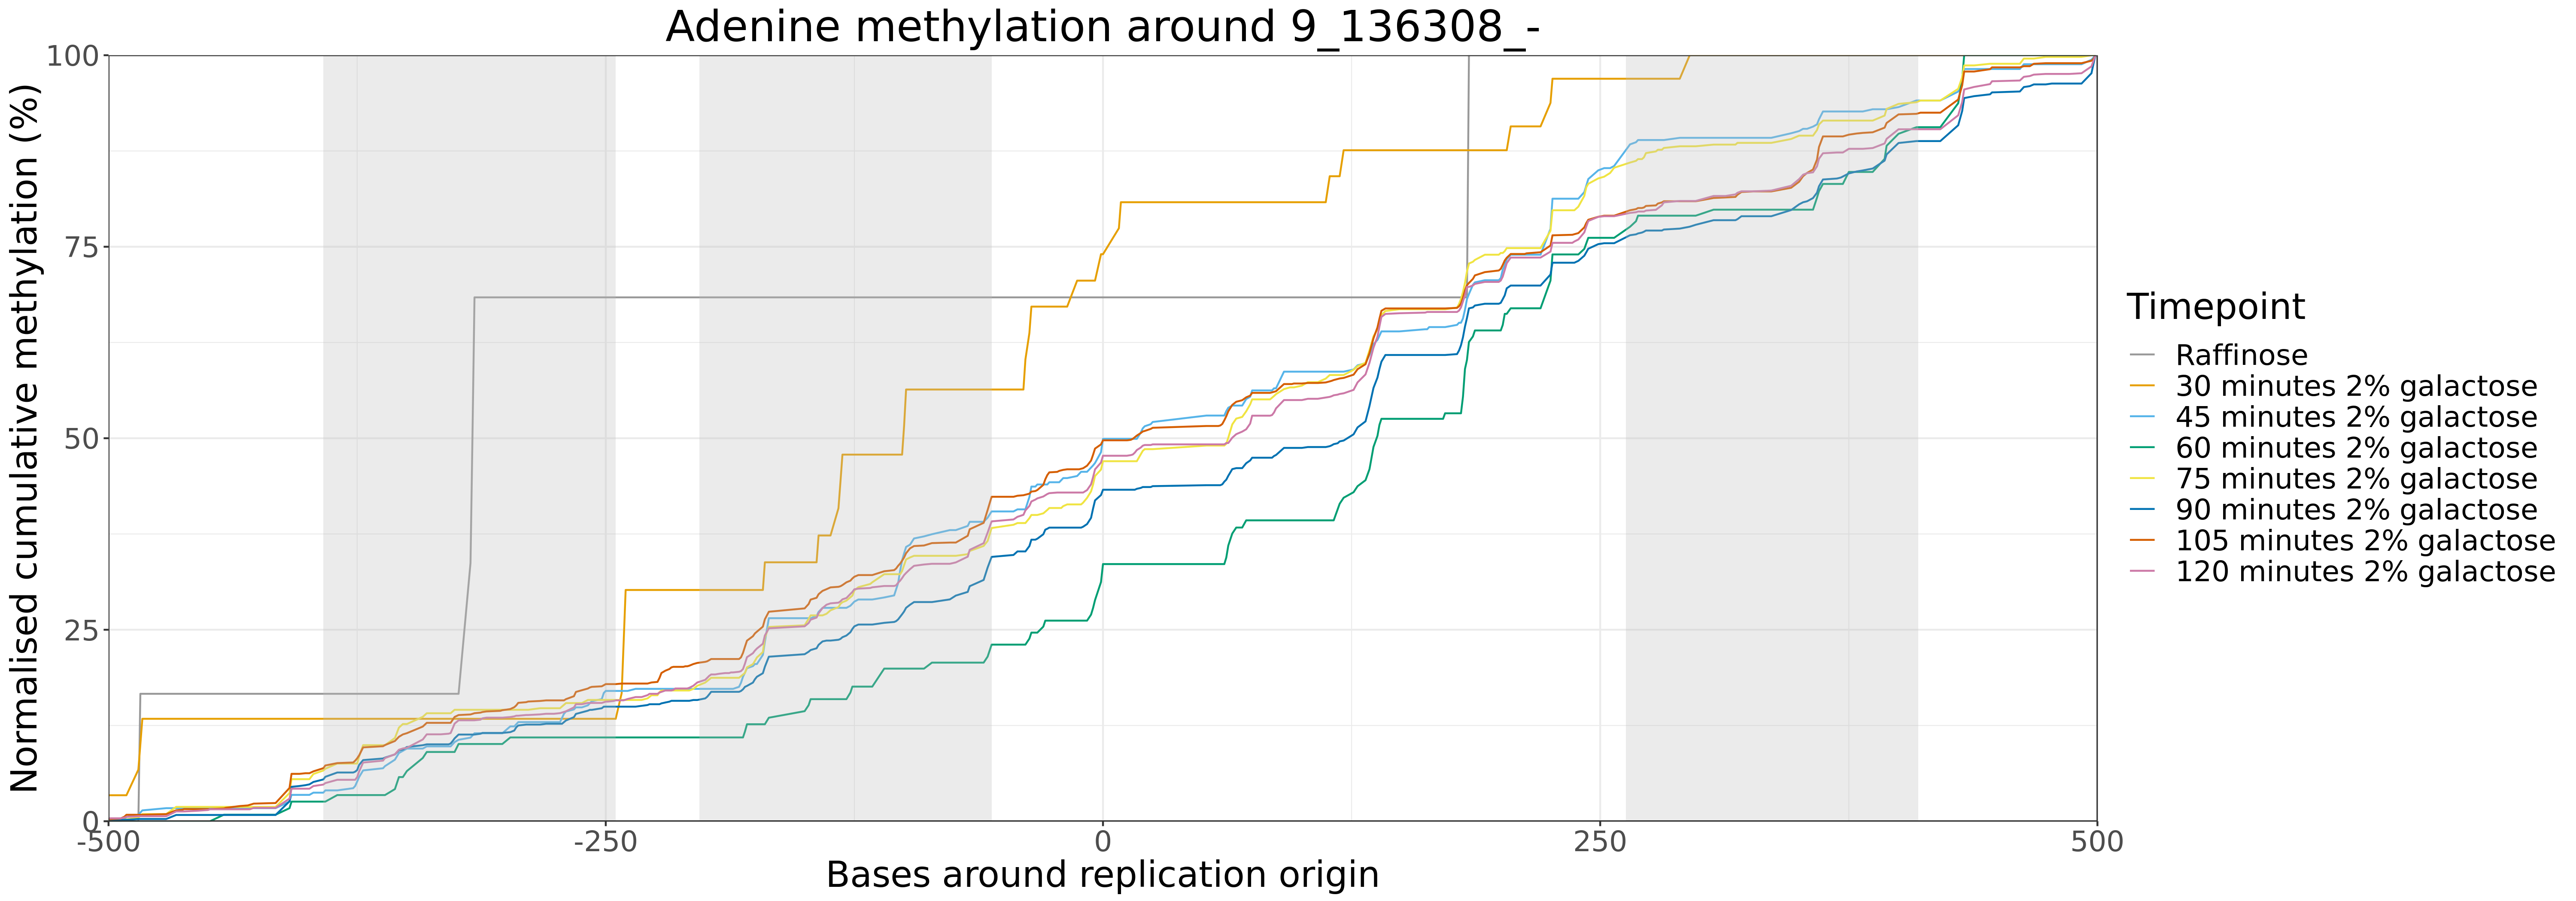 Adenine methylation around 9_136308_-
Normalised cumulative methylation (%)
100
75
50
25
0
-500
-250
0
250
500
Bases around replication origin
Timepoint
Raffinose
30 minutes 2% galactose
45 minutes 2% galactose
60 minutes 2% galactose
75 minutes 2% galactose
90 minutes 2% galactose
105 minutes 2% galactose
120 minutes 2% galactose